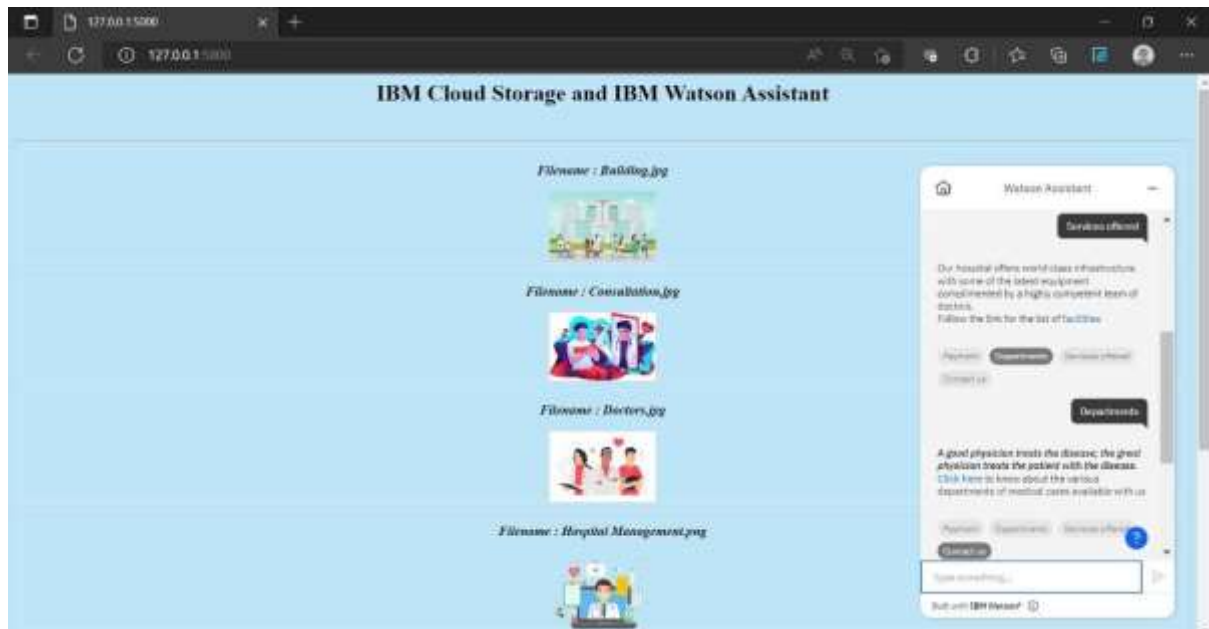 127.0.0.1:5000
127.0.0.1:5000
IBM Cloud Storage and IBM Watson Assistant
Filename : Building.jpg
Filename : Consultation.jpg
Filename : Doctors.jpg
Filename : Hospital Management.png
Watson Assistant
Services offered
Our hospital offers world class infrastructure
with some of the latest equipment
complimented by a highly competent team of
doctors.
Follow the link for the list of facilities
Payment Departments Services offered
Contact us
Departments
A good physician treats the disease; the great
physician treats the patient with the disease.
Click here to know about the various
departments of medical cares available with us
Payment Departments Services offered
Contact us
Type something...
Built with IBM Watson®